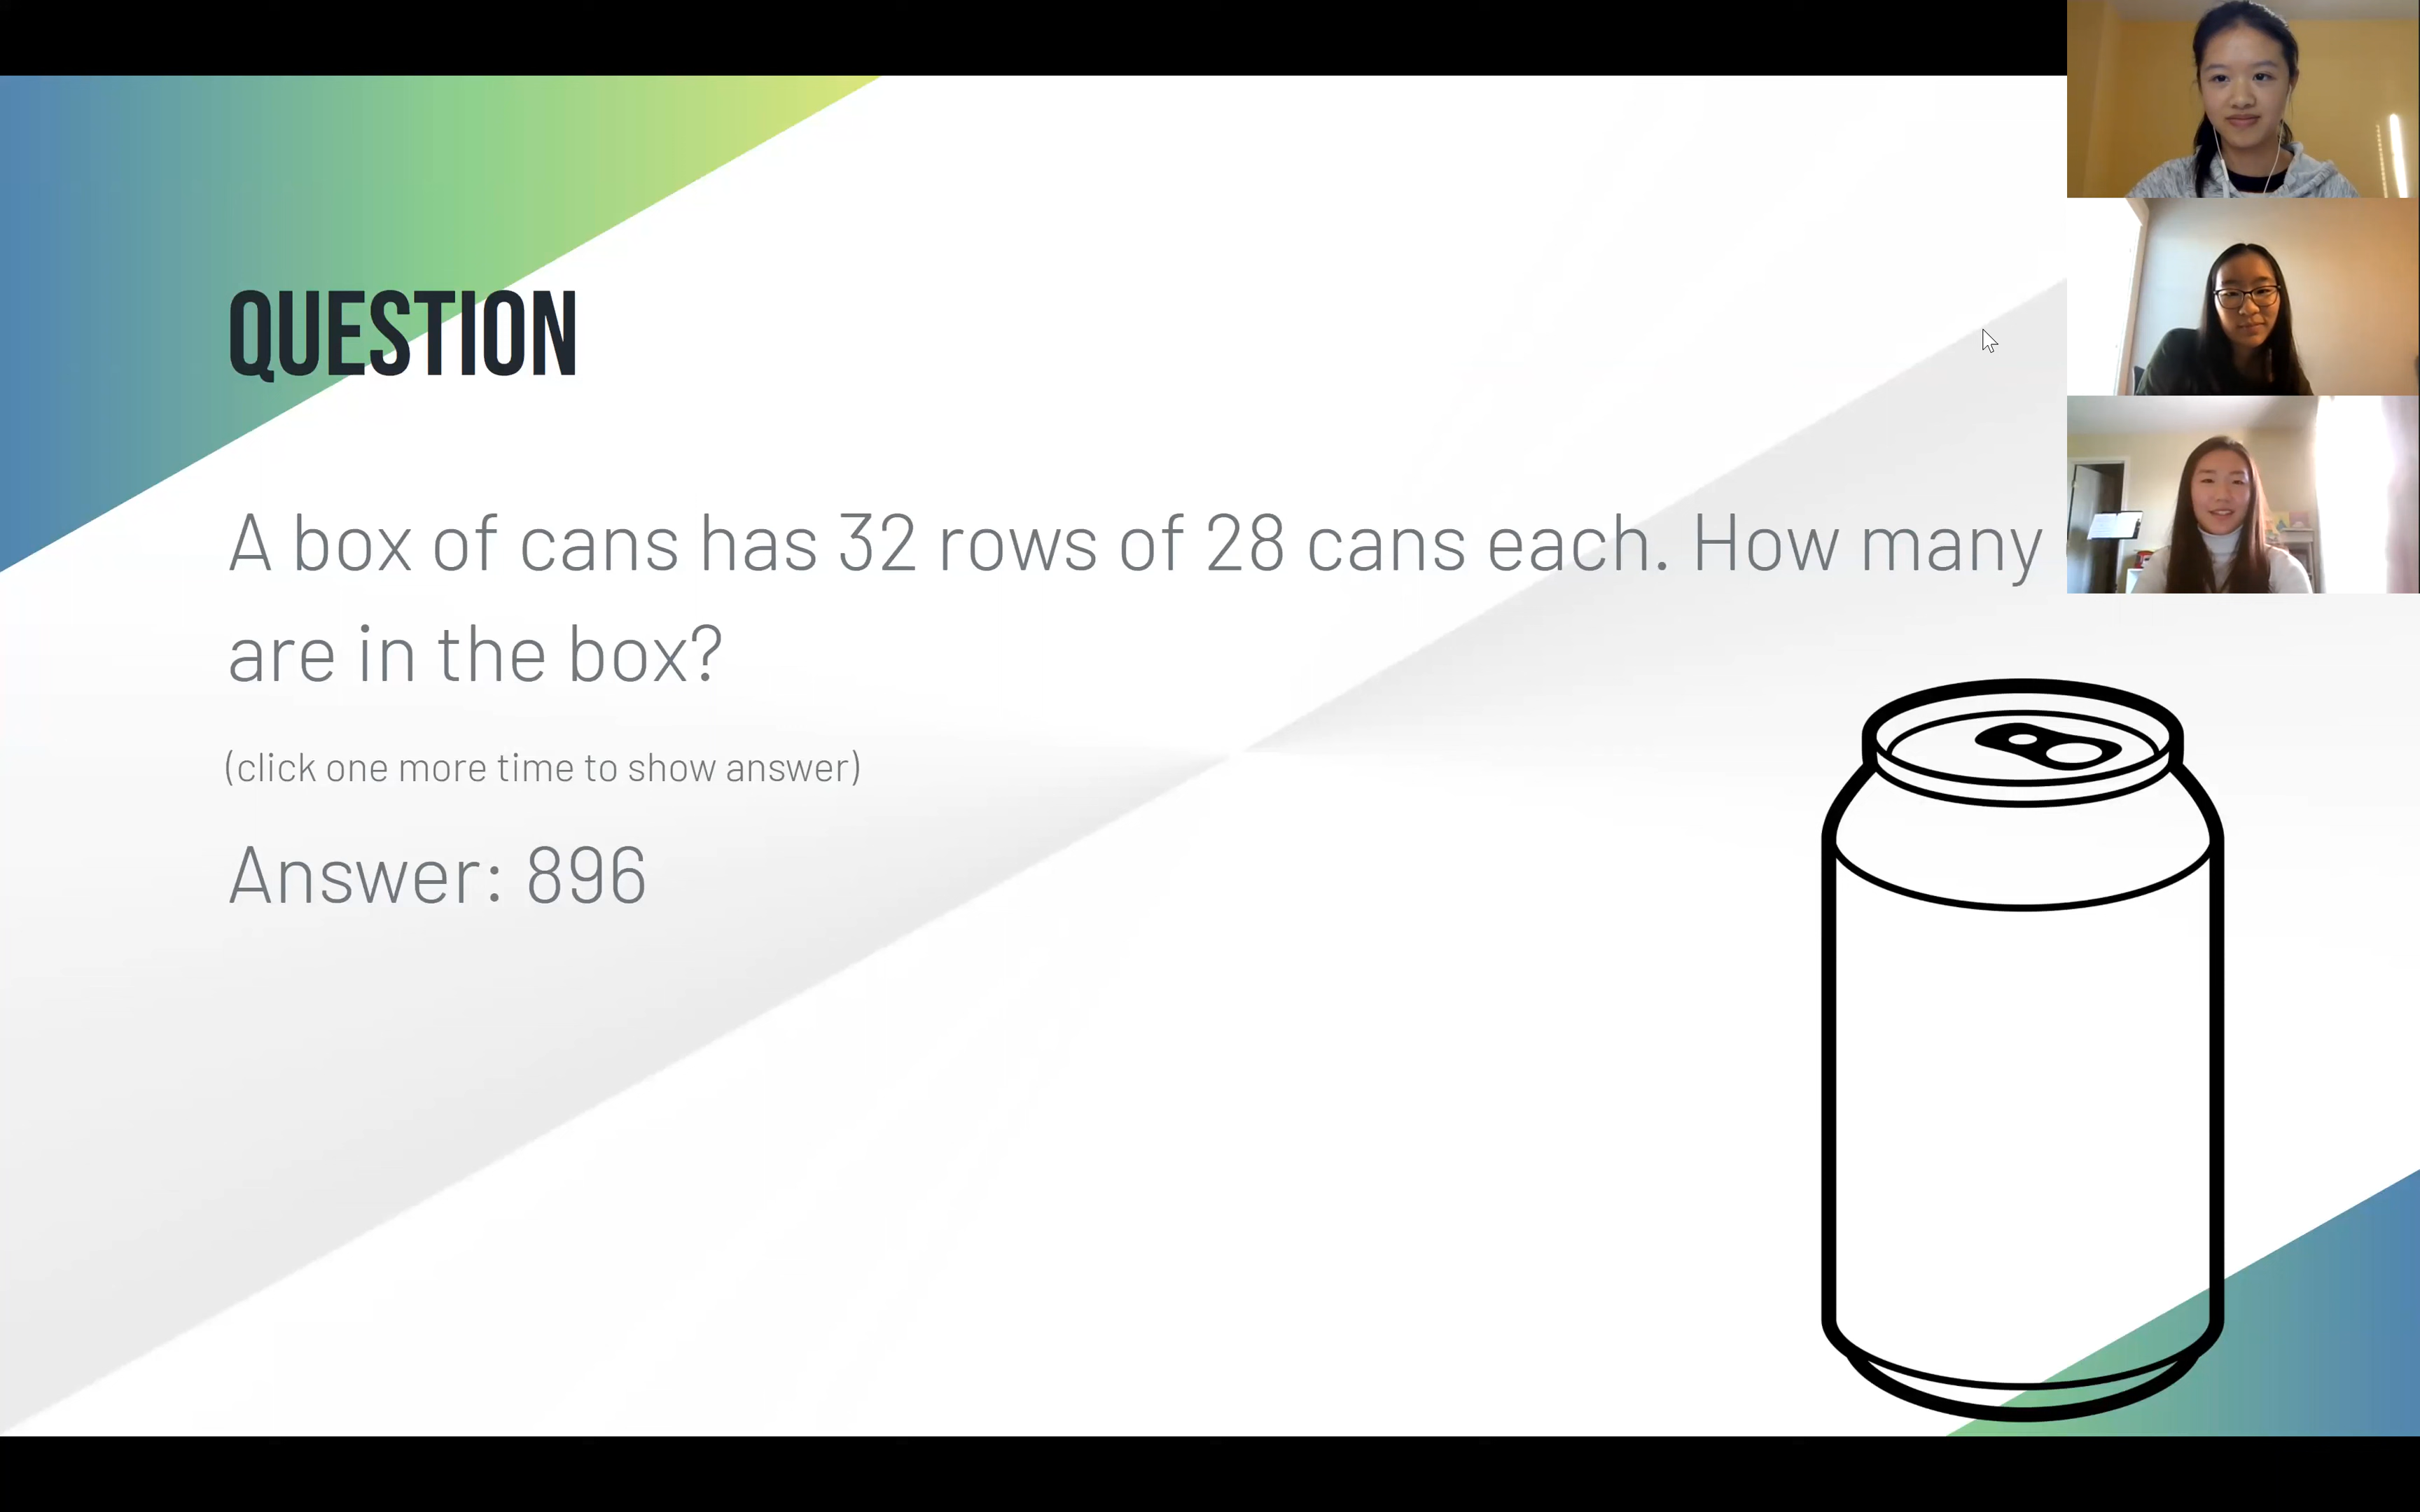 QUESTION
A box of cans has 32 rows of 28 cans each. How many
are in the box?
(click one more time to show answer)
Answer: 896